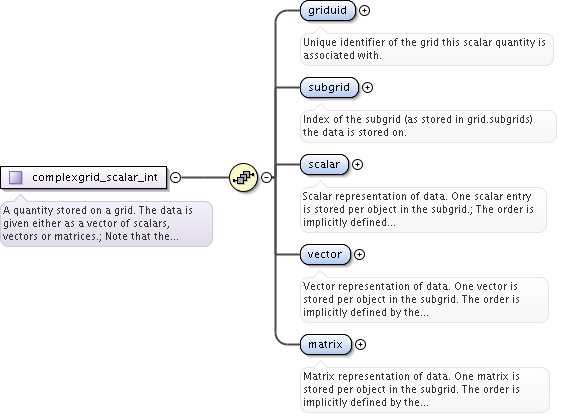 griduid
Unique identifier of the grid this scalar quantity is
associated with.
subgrid
Index of the subgrid (as stored in grid.subgrids)
the data is stored on.
complexgrid_scalar_int
A quantity stored on a grid. The data is
given either as a vector of scalars,
vectors or matrices.; Note that the...
scalar
Scalar representation of data. One scalar entry
is stored per object in the subgrid.; The order is
implicitly defined...
vector
Vector representation of data. One vector is
stored per object in the subgrid. The order is
implicitly defined by the...
matrix
Matrix representation of data. One matrix is
stored per object in the subgrid. The order is
implicitly defined by the...